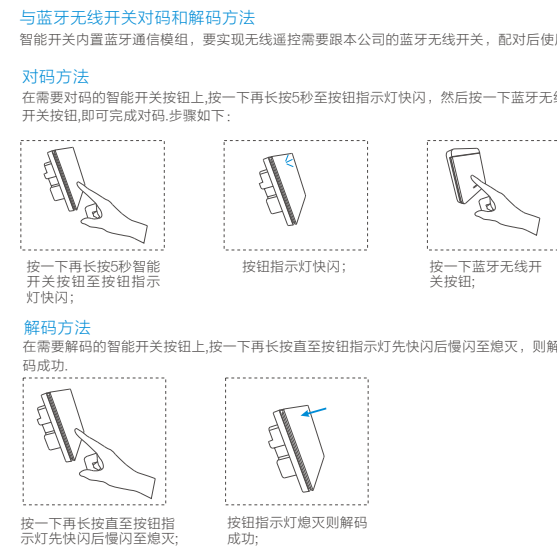 与蓝牙无线开关对码和解码方法
智能开关内置蓝牙通信模组，要实现无线遥控需要跟本公司的蓝牙无线开关，配对后使
对码方法
在需要对码的智能开关按钮上,按一下再长按5秒至按钮指示灯快闪，然后按一下蓝牙无
开关按钮,即可完成对码.步骤如下：
按一下再长按5秒智能
开关按钮至按钮指示
灯快闪；
按钮指示灯快闪；
按一下蓝牙无线开
关按钮;
解码方法
在需要解码的智能开关按钮上,按一下再长按直至按钮指示灯先快闪后慢闪至熄灭，则解
码成功.
按一下再长按直至按钮指
示灯先快闪后慢闪至熄灭;
按钮指示灯熄灭则解码
成功;